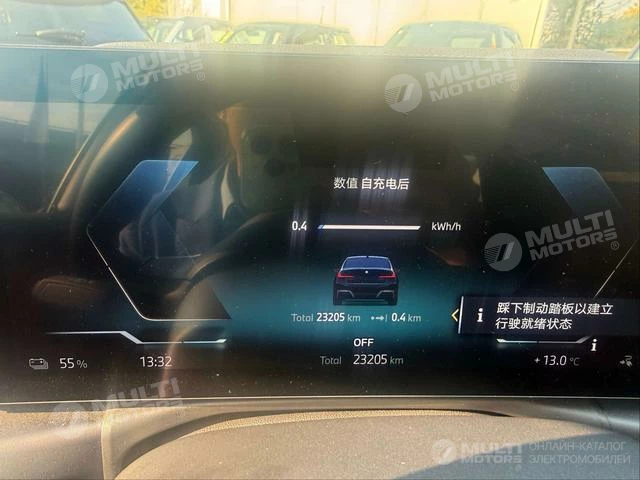 MULTI
MOTORS
MULTI
MOTORS
数值 自充电后
0.4 kWh/h
MULTI
MOTORS
Total 23205 km 0.4 km
踩下制动踏板以建立
行驶就绪状态
OFF
55 % 13:32 Total 23205 km +13.0 °C
MULTI
MOTORS
MULTI
MOTORS
ОНЛАЙН-КАТАЛОГ
ЭЛЕКТРОМОБИЛЕЙ